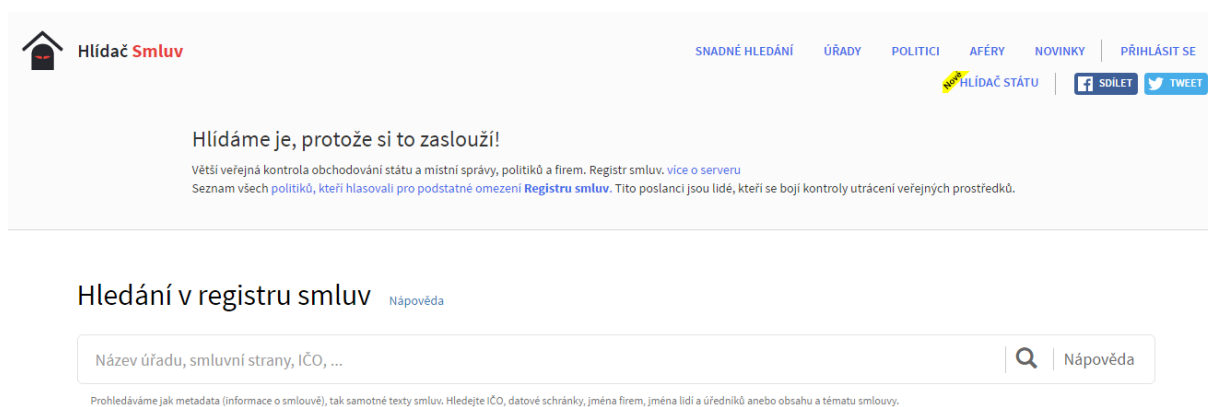 Hlídač Smluv
SNADNÉ HLEDÁNÍ ÚŘADY POLITICI AFÉRY NOVINKY PŘIHLÁSIT SE
Nové HLÍDAČ STÁTU SDÍLET TWEET
Hlídáme je, protože si to zaslouží!
Větší veřejná kontrola obchodování státu a místní správy, politiků a firem. Registr smluv. více o serveru
Seznam všech politiků, kteří hlasovali pro podstatné omezení Registru smluv. Tito poslanci jsou lidé, kteří se bojí kontroly utrácení veřejných prostředků.
Hledání v registru smluv Nápověda
Název úřadu, smluvní strany, IČO, ... Nápověda
Prohledáváme jak metadata (informace o smlouvě), tak samotné texty smluv. Hledejte IČO, datové schránky, jména firem, jména lidí a úředníků anebo obsahu a tématu smlouvy.